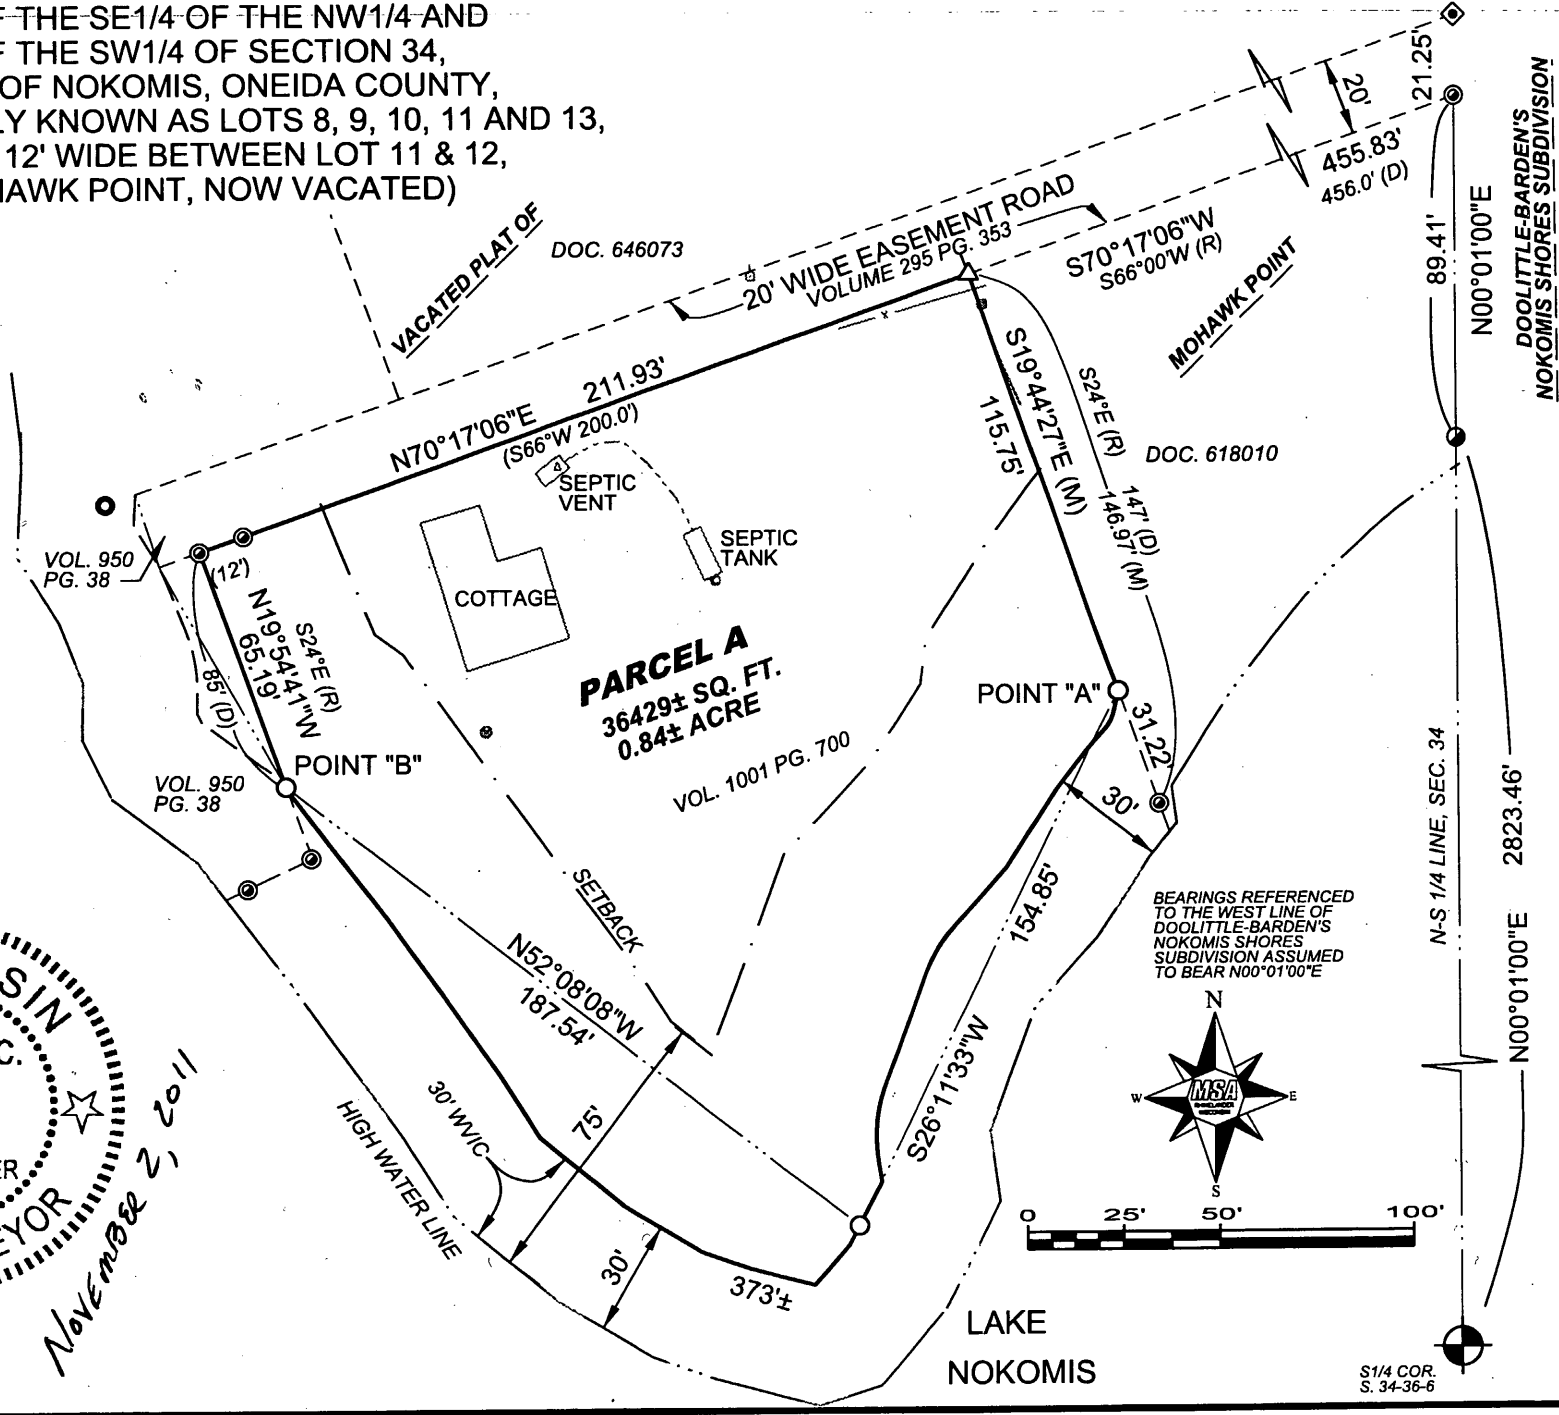 F THE SE1/4 OF THE NW1/4 AND
F THE SW1/4 OF SECTION 34,
OF NOKOMIS, ONEIDA COUNTY,
LY KNOWN AS LOTS 8, 9, 10, 11 AND 13,
12' WIDE BETWEEN LOT 11 & 12,
HAWK POINT, NOW VACATED)
21.25'
20'
455.83'
456.0' (D)
DOOLITTLE-BARDEN'S
NOKOMIS SHORES SUBDIVISION
89.41'
N00°01'00"E
VACATED PLAT OF
DOC. 646073
20' WIDE EASEMENT ROAD
VOLUME 295 PG. 353
S70°17'06"W
S66°00'W (R)
MOHAWK POINT
N70°17'06"E
211.93'
(S66°W 200.0')
S19°44'27"E (M)
115.75'
S24°E (R)
147' (D)
146.97' (M)
DOC. 618010
SEPTIC
VENT
SEPTIC
TANK
COTTAGE
VOL. 950
PG. 38
(12')
N19°54'41"W
65.19'
S24°E (R)
85' (D)
PARCEL A
36429± SQ. FT.
0.84± ACRE
VOL. 1001 PG. 700
POINT "A"
31.22'
POINT "B"
VOL. 950
PG. 38
30'
SETBACK
154.85'
N-S 1/4 LINE, SEC. 34
2823.46'
N00°01'00"E
BEARINGS REFERENCED
TO THE WEST LINE OF
DOOLITTLE-BARDEN'S
NOKOMIS SHORES
SUBDIVISION ASSUMED
TO BEAR N00°01'00"E
N52°08'08"W
187.54'
S26°11'33"W
N
W
MSA
E
S
SIN
C.
ER
EYOR
NOVEMBER 2, 2011
30' WVIC
75'
HIGH WATER LINE
30'
373'±
0 25' 50' 100'
LAKE
NOKOMIS
S1/4 COR.
S. 34-36-6